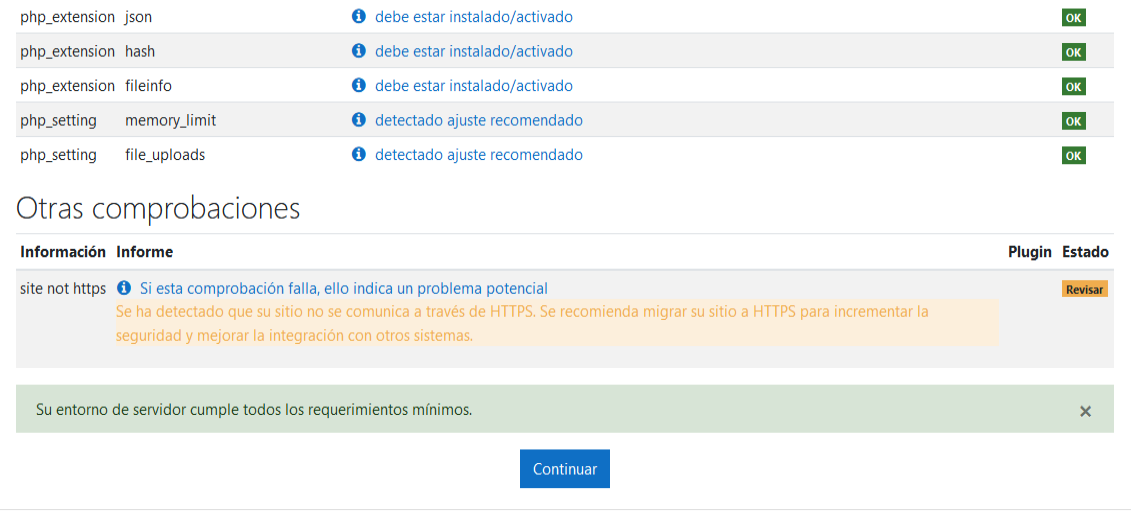 php_extension json debe estar instalado/activado OK
php_extension hash debe estar instalado/activado OK
php_extension fileinfo debe estar instalado/activado OK
php_setting memory_limit detectado ajuste recomendado OK
php_setting file_uploads detectado ajuste recomendado OK
Otras comprobaciones
Información Informe Plugin Estado
site not https Si esta comprobación falla, ello indica un problema potencial Revisar
Se ha detectado que su sitio no se comunica a través de HTTPS. Se recomienda migrar su sitio a HTTPS para incrementar la
seguridad y mejorar la integración con otros sistemas.
Su entorno de servidor cumple todos los requerimientos mínimos. ×
Continuar